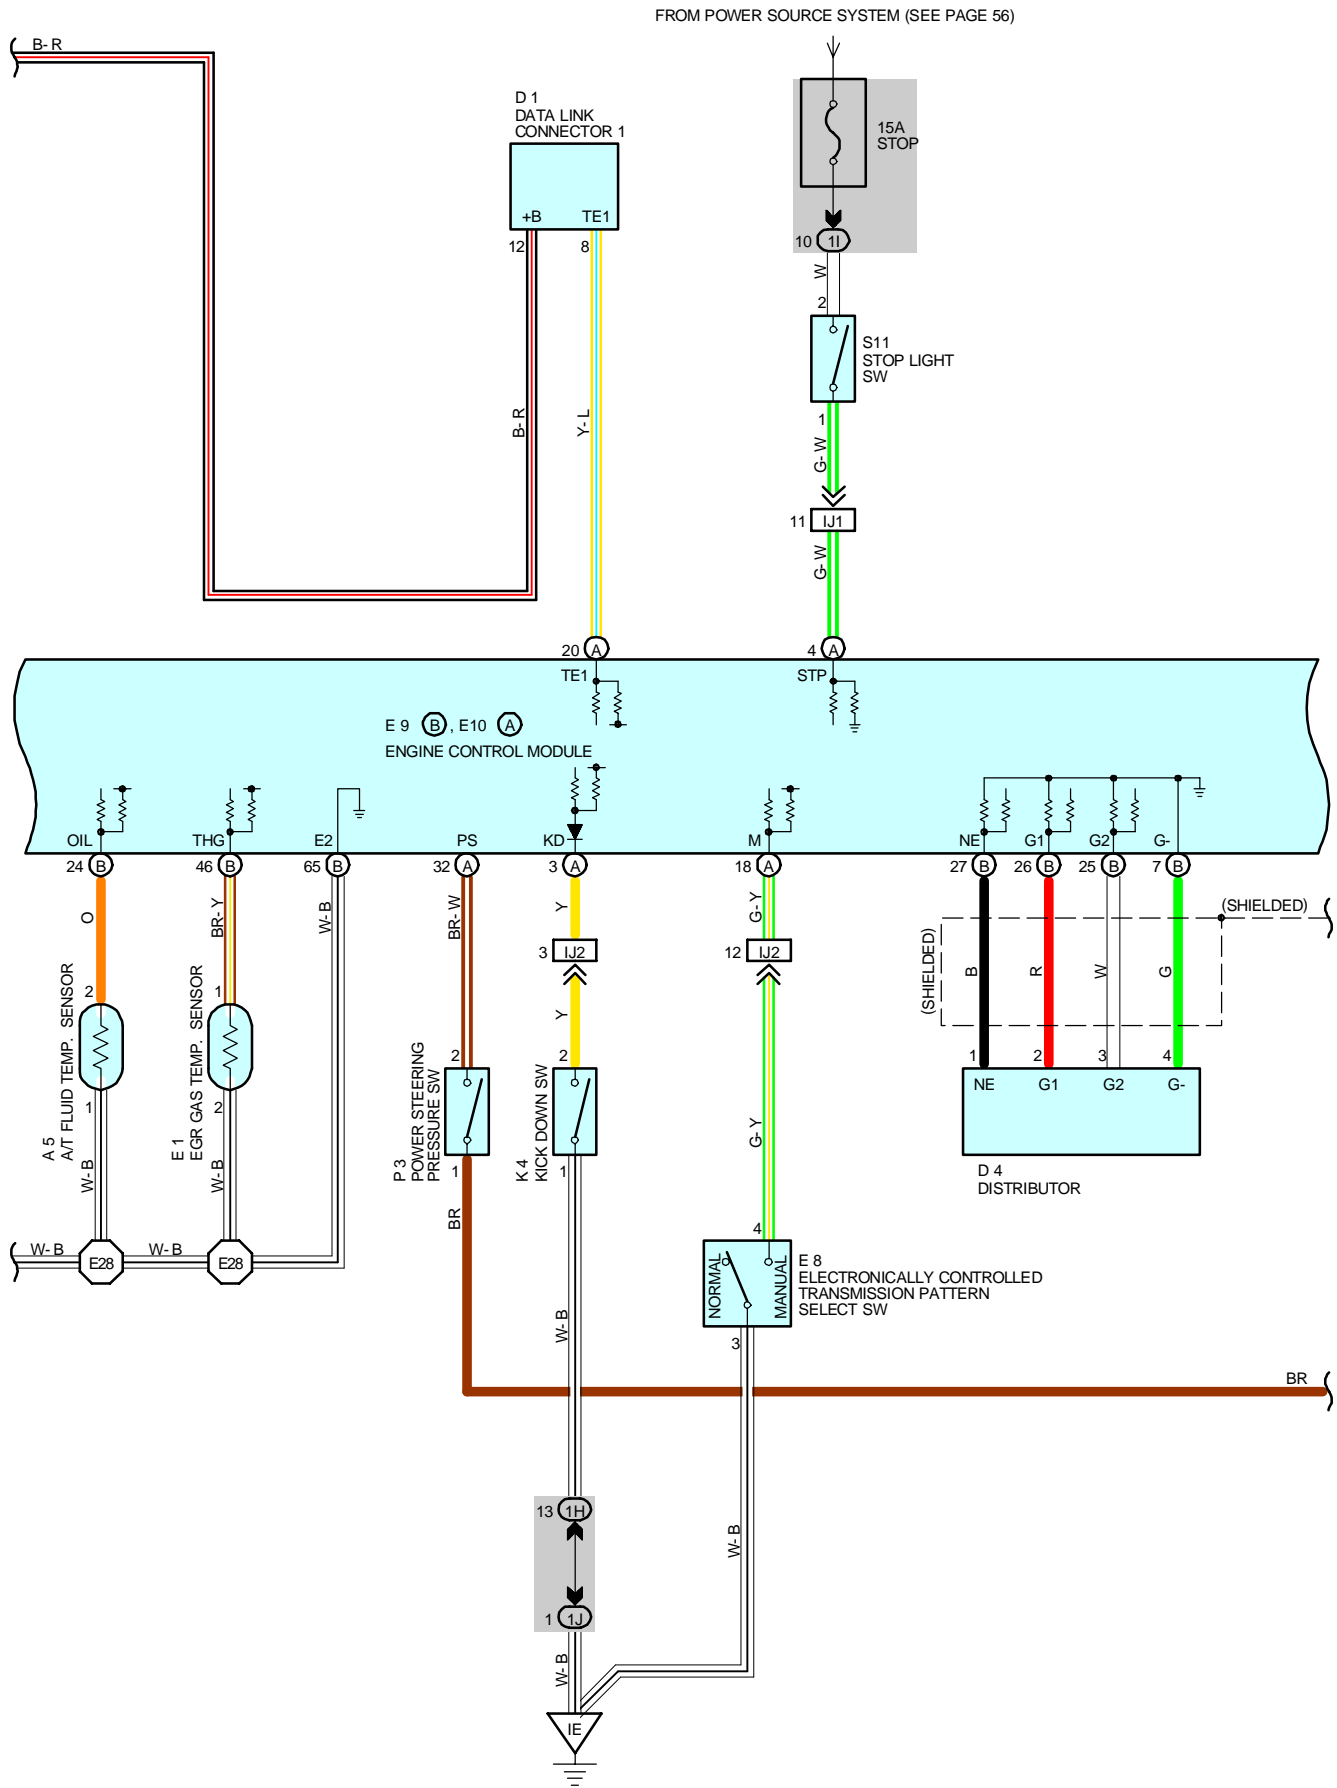 FROM POWER SOURCE SYSTEM (SEE PAGE 56)
B-R
D 1
DATA LINK
CONNECTOR 1
15A
STOP
+B TE1
12 8
10 1I
W
2
S11
STOP LIGHT
SW
1
B-R
Y-L
G-W
11 IJ1
G-W
20 A
4 A
TE1
STP
E 9 B , E10 A
ENGINE CONTROL MODULE
OIL THG E2 PS KD M NE G1 G2 G-
24 B 46 B 65 B 32 A 3 A 18 A 27 B 26 B 25 B 7 B
O
BR-Y
W-B
BR-W
Y
G-Y
(SHIELDED)
(SHIELDED)
3 IJ2
12 IJ2
B
R
W
G
Y
2
1
A 5
A/T FLUID TEMP. SENSOR
E 1
EGR GAS TEMP. SENSOR
2
2
1 2 3 4
NE G1 G2 G-
1
2
P 3
POWER STEERING
PRESSURE SW
K 4
KICK DOWN SW
G-Y
W-B
W-B
1
1
D 4
DISTRIBUTOR
BR
W-B
E28
W-B
E28
4
NORMAL
MANUAL
E 8
ELECTRONICALLY CONTROLLED
TRANSMISSION PATTERN
SELECT SW
3
W-B
BR
13 1H
W-B
1 1J
W-B
IE